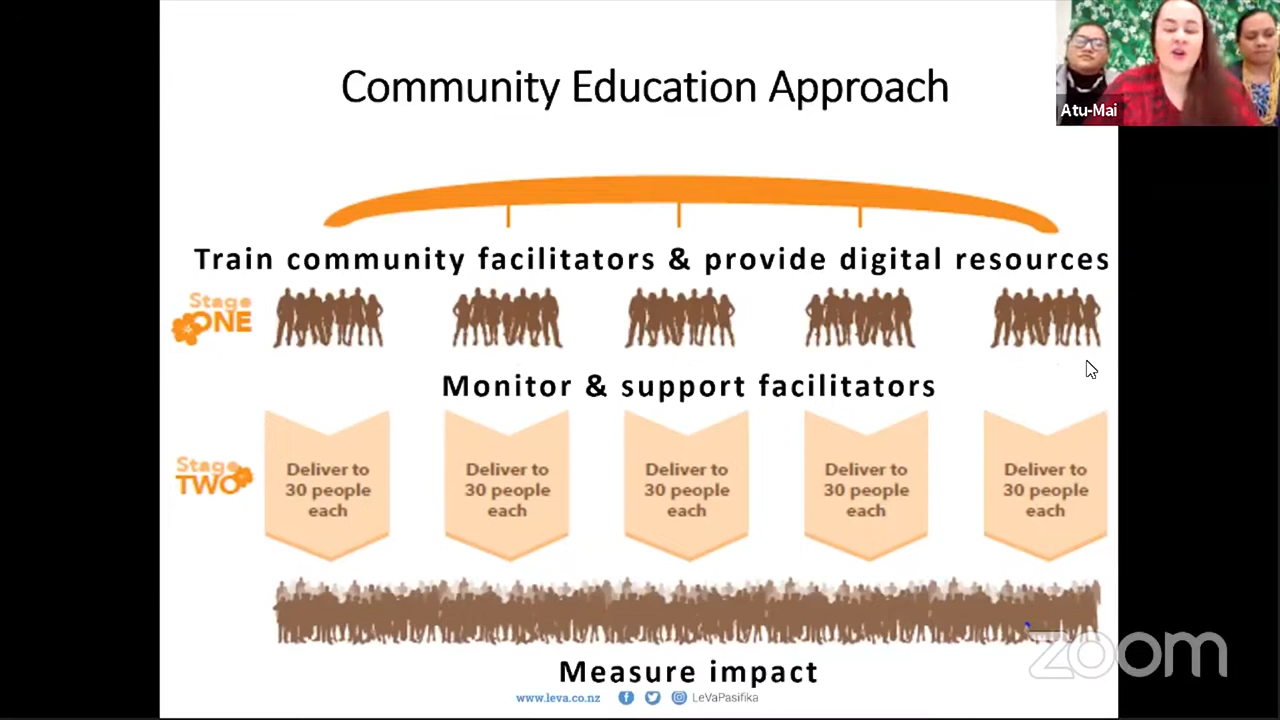 Community Education Approach
Atu-Mai
Train community facilitators & provide digital resources
Stage
ONE
Monitor & support facilitators
Stage
TWO
Deliver to
30 people
each
Deliver to
30 people
each
Deliver to
30 people
each
Deliver to
30 people
each
Deliver to
30 people
each
zoom
Measure impact
www.leva.co.nz LeVaPasifika